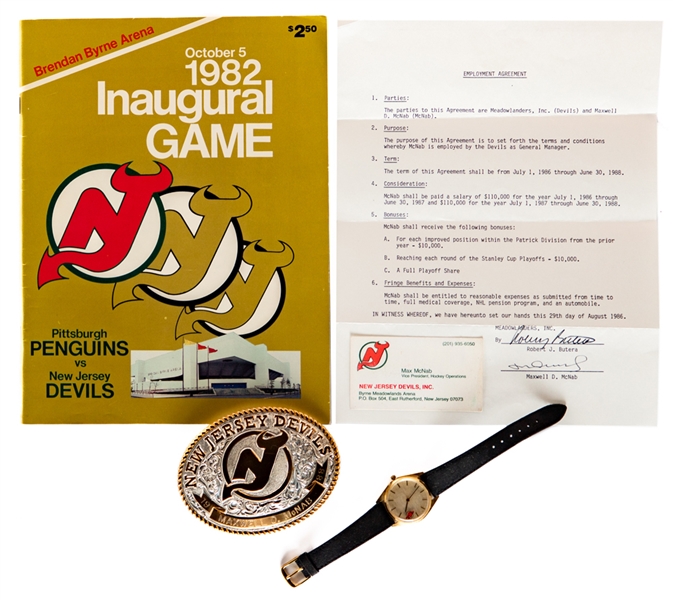 Brendan Byrne Arena
$2.50
October 5
1982
Inaugural
GAME
Pittsburgh
PENGUINS
vs
New Jersey
DEVILS
EMPLOYMENT AGREEMENT
1. Parties:
The parties to this Agreement are Meadowlanders, Inc. (Devils) and Maxwell
D. McNab (McNab).
2. Purpose:
The purpose of this Agreement is to set forth the terms and conditions
whereby McNab is employed by the Devils as General Manager.
3. Term:
The term of this Agreement shall be from July 1, 1986 through June 30, 1988.
4. Consideration:
McNab shall be paid a salary of $110,000 for the year July 1, 1986 through
June 30, 1987 and $110,000 for the year July 1, 1987 through June 30, 1988.
5. Bonuses:
McNab shall receive the following bonuses:
A. For each improved position within the Patrick Division from the prior
year - $10,000.
B. Reaching each round of the Stanley Cup Playoffs - $10,000.
C. A Full Playoff Share
6. Fringe Benefits and Expenses:
McNab shall be entitled to reasonable expenses as submitted from time to
time, full medical coverage, NHL pension program, and an automobile.
IN WITNESS WHEREOF, we have hereunto set our hands this 29th day of August 1986.
MEADOWLANDERS, INC.
By Robert J. Butera
Robert J. Butera
Maxwell D. McNab
(201) 935 6050
Max McNab
Vice President, Hockey Operations
NEW JERSEY DEVILS, INC.
Byrne Meadowlands Arena
P.O. Box 504, East Rutherford, New Jersey 07073
NEW JERSEY DEVILS
MAXWELL D. McNAB